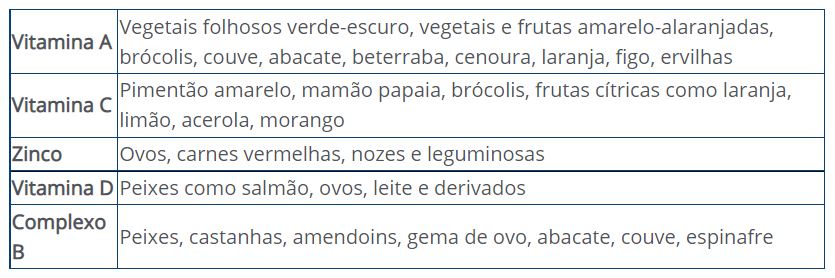 Vitamina A
Vegetais folhosos verde-escuro, vegetais e frutas amarelo-alaranjadas,
brócolis, couve, abacate, beterraba, cenoura, laranja, figo, ervilhas
Vitamina C
Pimentão amarelo, mamão papaia, brócolis, frutas cítricas como laranja,
limão, acerola, morango
Zinco
Ovos, carnes vermelhas, nozes e leguminosas
Vitamina D
Peixes como salmão, ovos, leite e derivados
Complexo
B
Peixes, castanhas, amendoins, gema de ovo, abacate, couve, espinafre